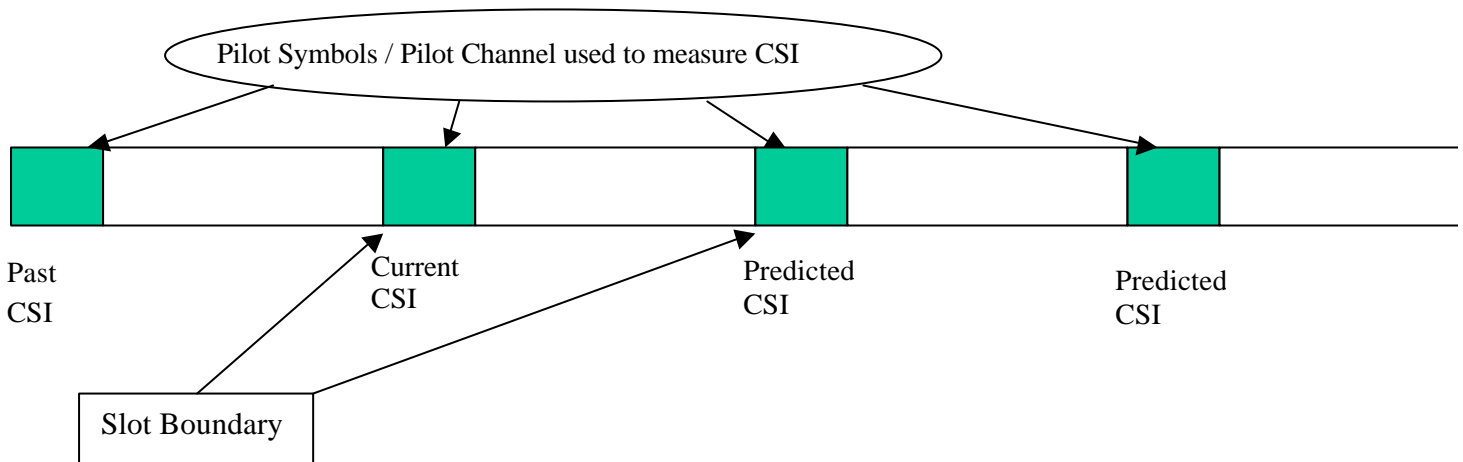 Pilot Symbols / Pilot Channel used to measure CSI
Past
CSI
Current
CSI
Predicted
CSI
Predicted
CSI
Slot Boundary